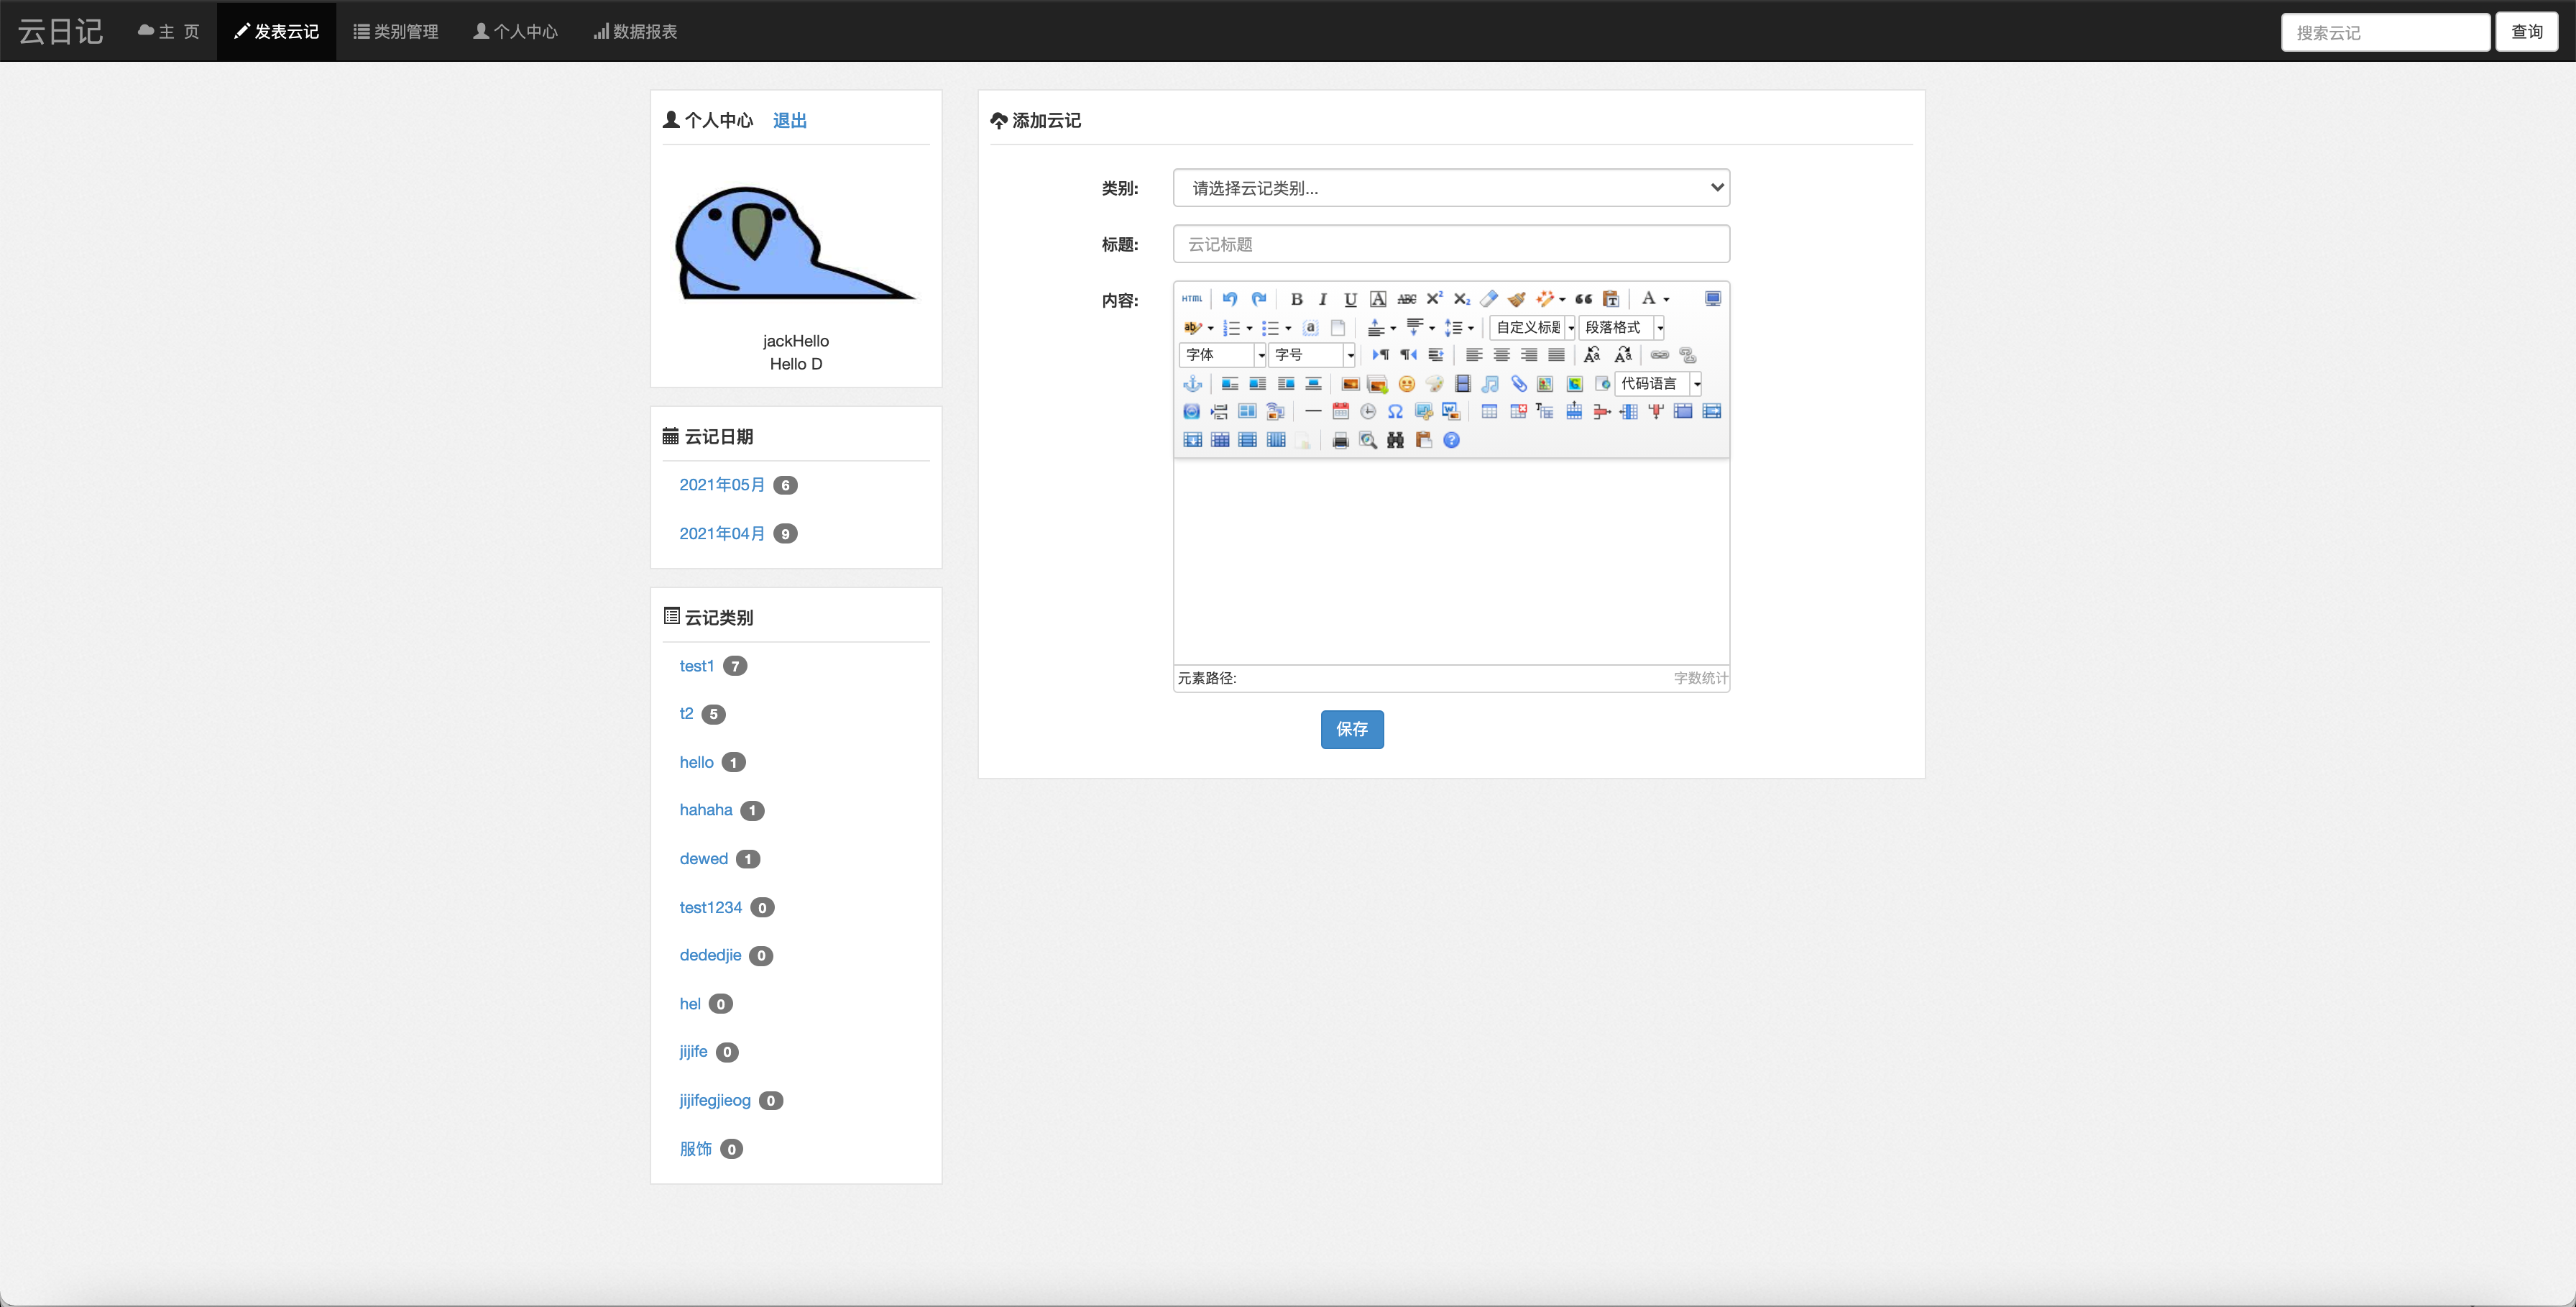 云日记 主 页 发表云记 类别管理 个人中心 数据报表 搜索云记 查询
个人中心 退出
jackHello
Hello D
云记日期
2021年05月 6
2021年04月 9
云记类别
test1 7
t2 5
hello 1
hahaha 1
dewed 1
test1234 0
dededjie 0
hel 0
jijife 0
jijifegjieog 0
服饰 0
添加云记
类别: 请选择云记类别...
标题: 云记标题
内容:
HTML B I U A ABC X² X₂ A
自定义标题 段落格式
字体 字号
代码语言
元素路径: 字数统计
保存